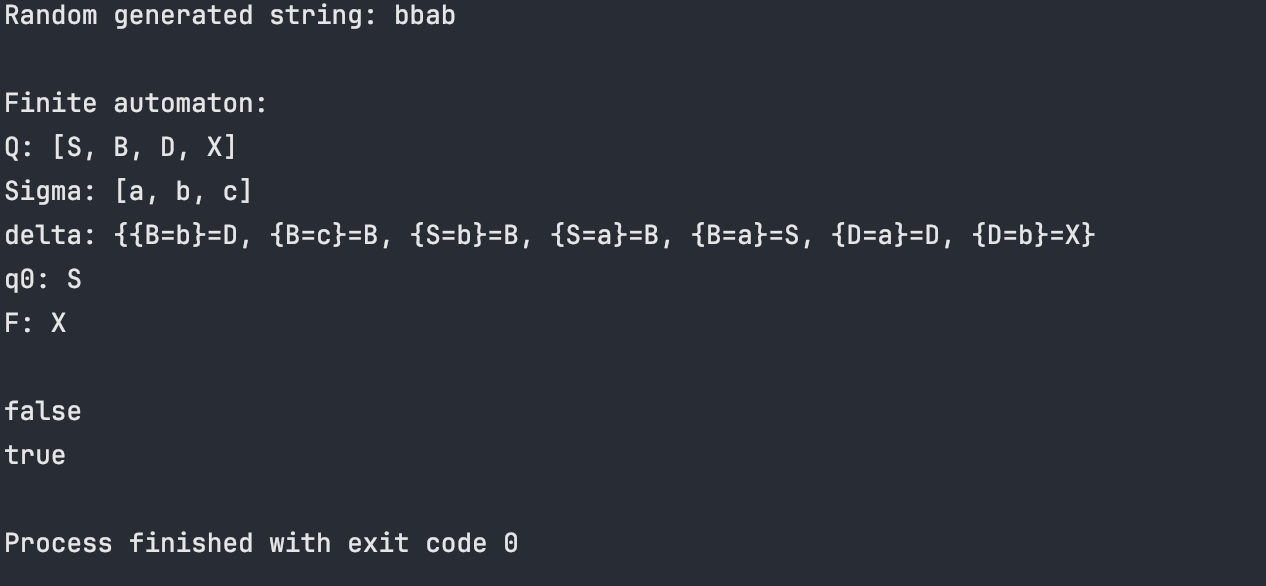 Random generated string: bbab
Finite automaton:
Q: [S, B, D, X]
Sigma: [a, b, c]
delta: {{B=b}=D, {B=c}=B, {S=b}=B, {S=a}=B, {B=a}=S, {D=a}=D, {D=b}=X}
q0: S
F: X
false
true
Process finished with exit code 0